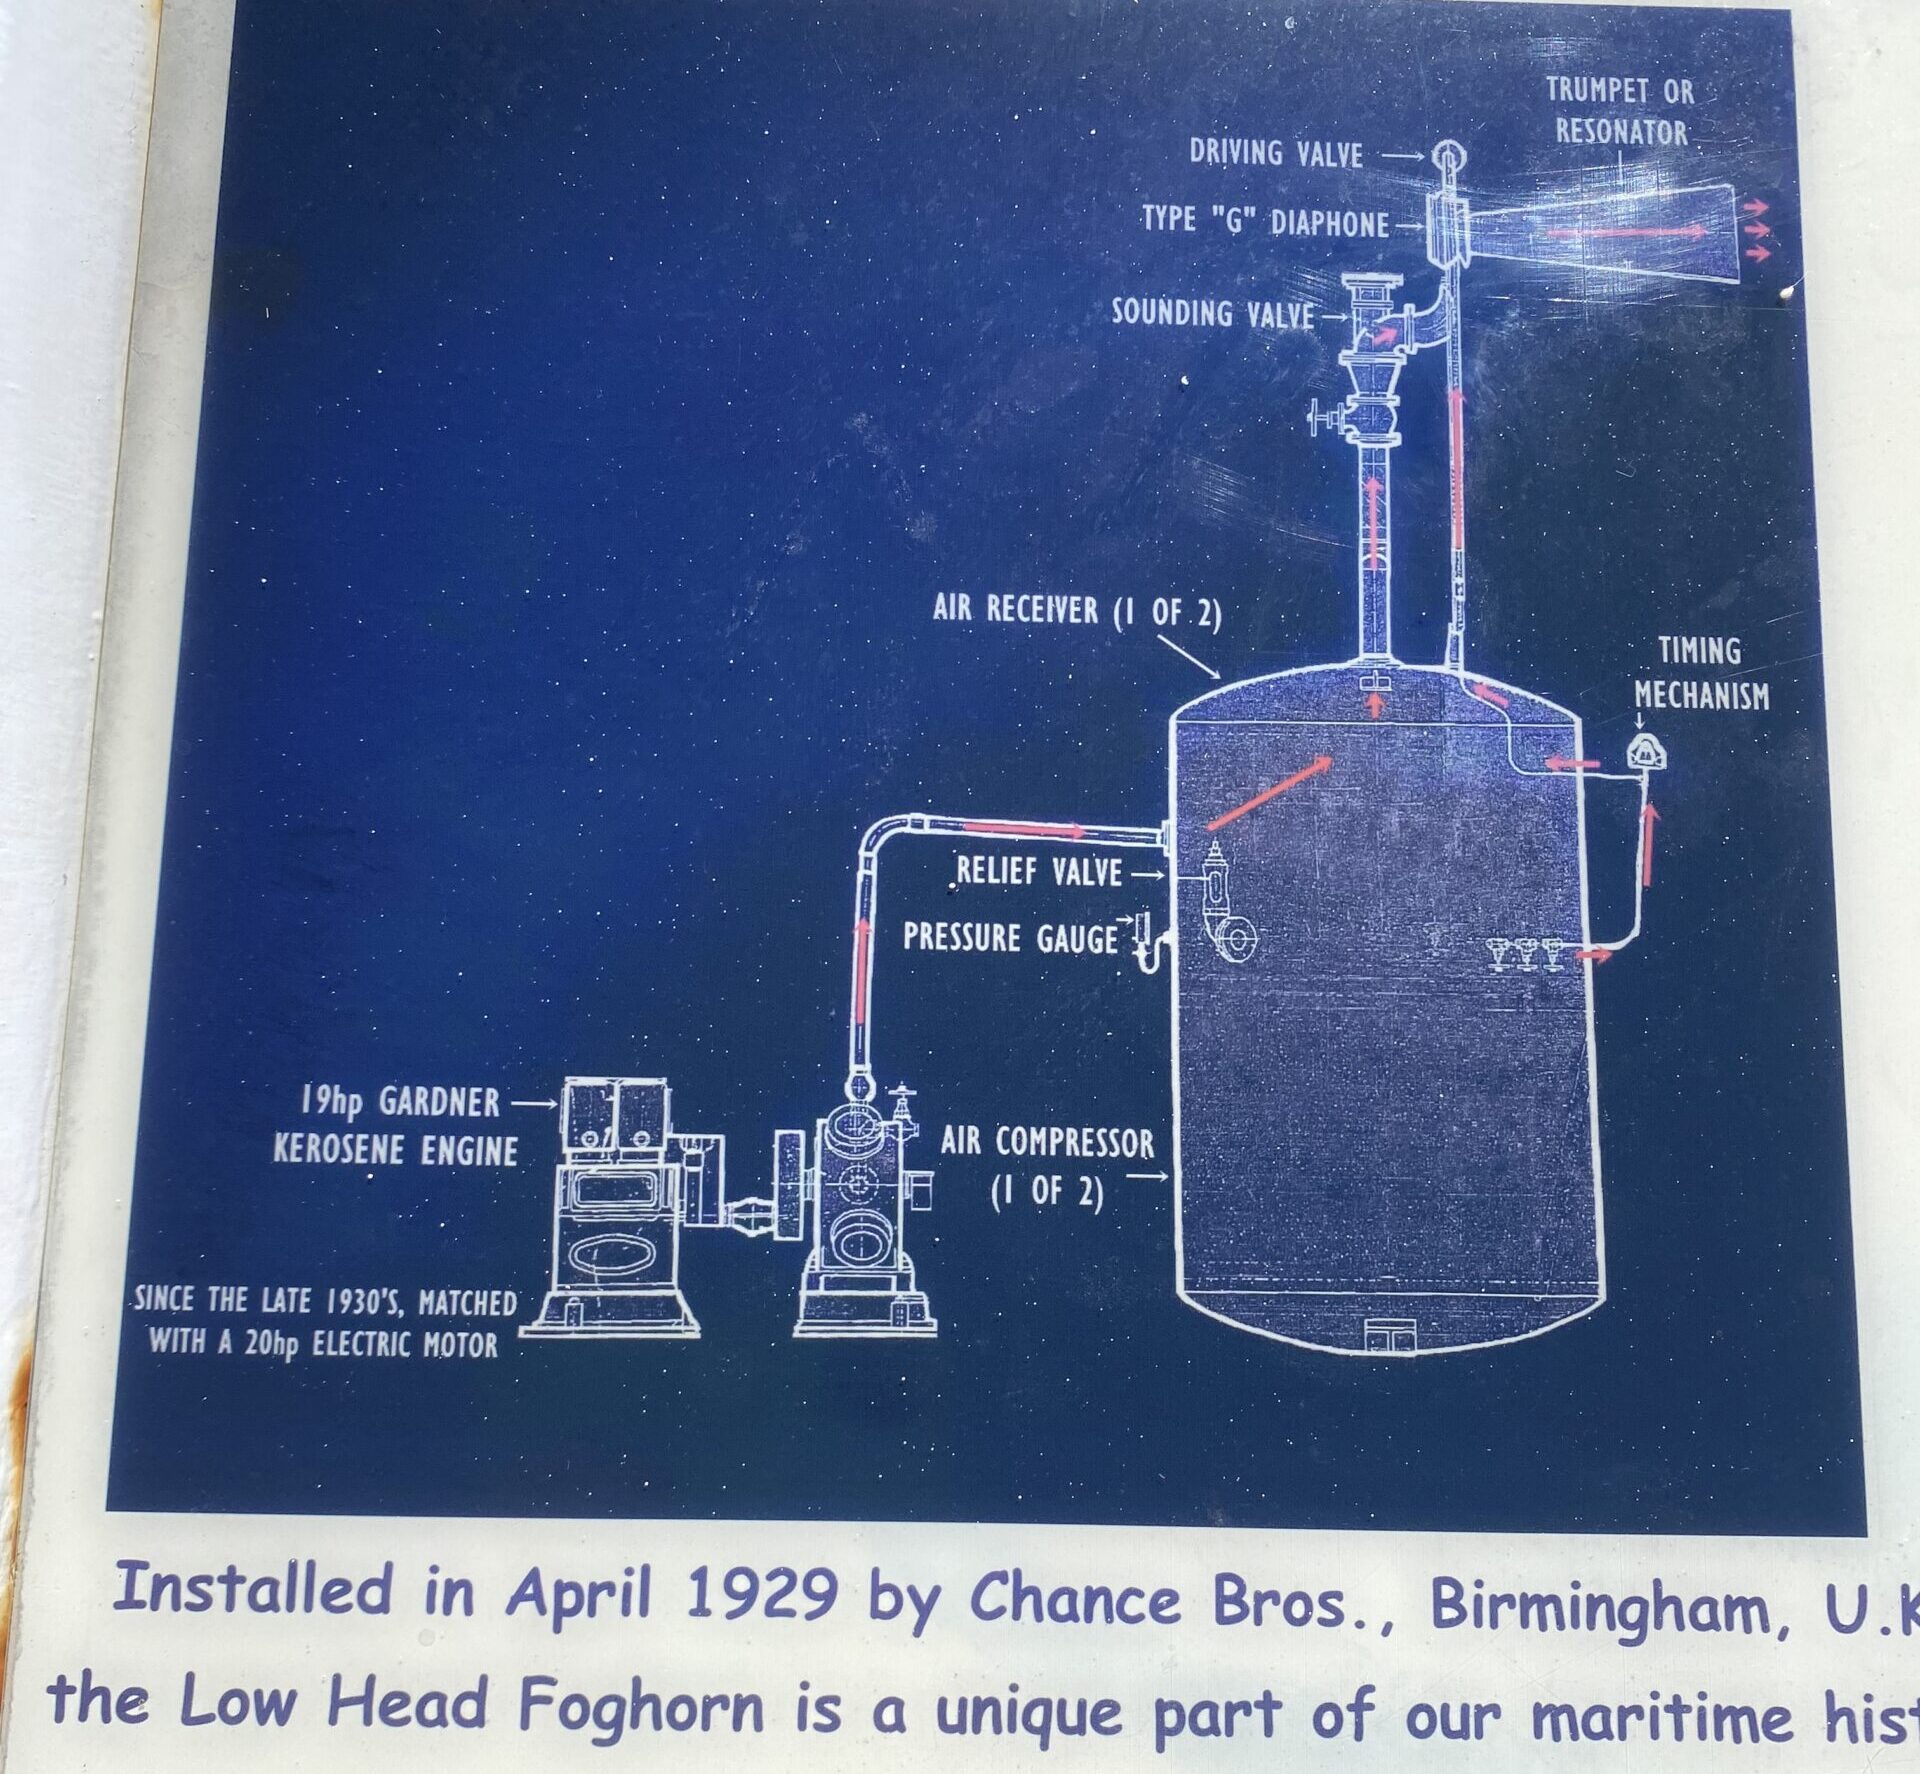 TRUMPET OR
RESONATOR
DRIVING VALVE
TYPE "G" DIAPHONE
SOUNDING VALVE
AIR RECEIVER (1 OF 2)
TIMING
MECHANISM
RELIEF VALVE
PRESSURE GAUGE
19hp GARDNER
KEROSENE ENGINE
AIR COMPRESSOR
(1 OF 2)
SINCE THE LATE 1930'S, MATCHED
WITH A 20hp ELECTRIC MOTOR
Installed in April 1929 by Chance Bros., Birmingham, U.K
the Low Head Foghorn is a unique part of our maritime hist